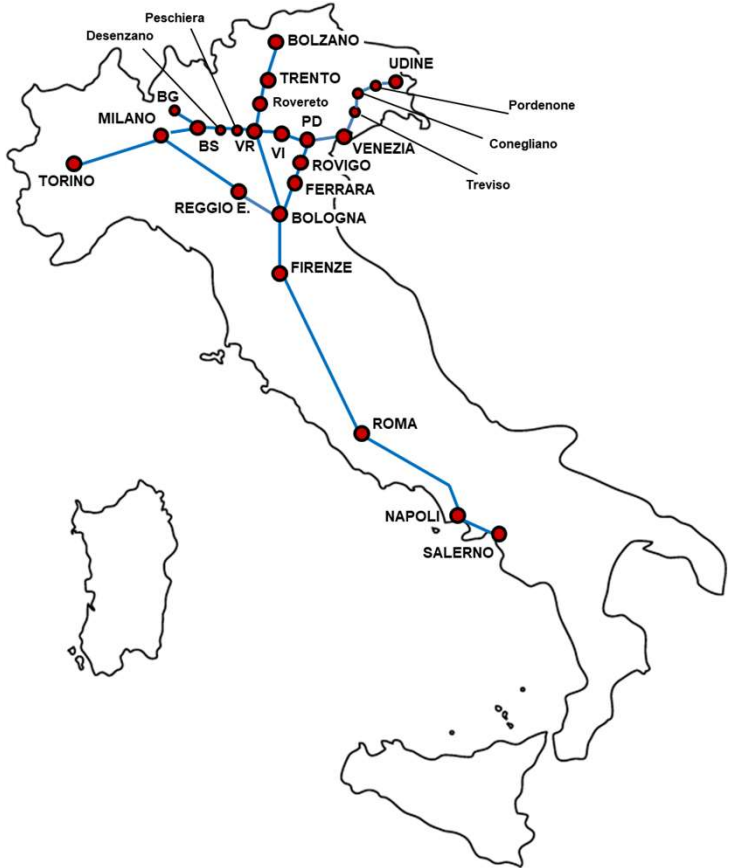 Peschiera
Desenzano
BOLZANO
UDINE
TRENTO
BG
Rovereto
Pordenone
MILANO
PD
BS
VR
VI
VENEZIA
Conegliano
ROVIGO
TORINO
Treviso
FERRARA
REGGIO E.
BOLOGNA
FIRENZE
ROMA
NAPOLI
SALERNO